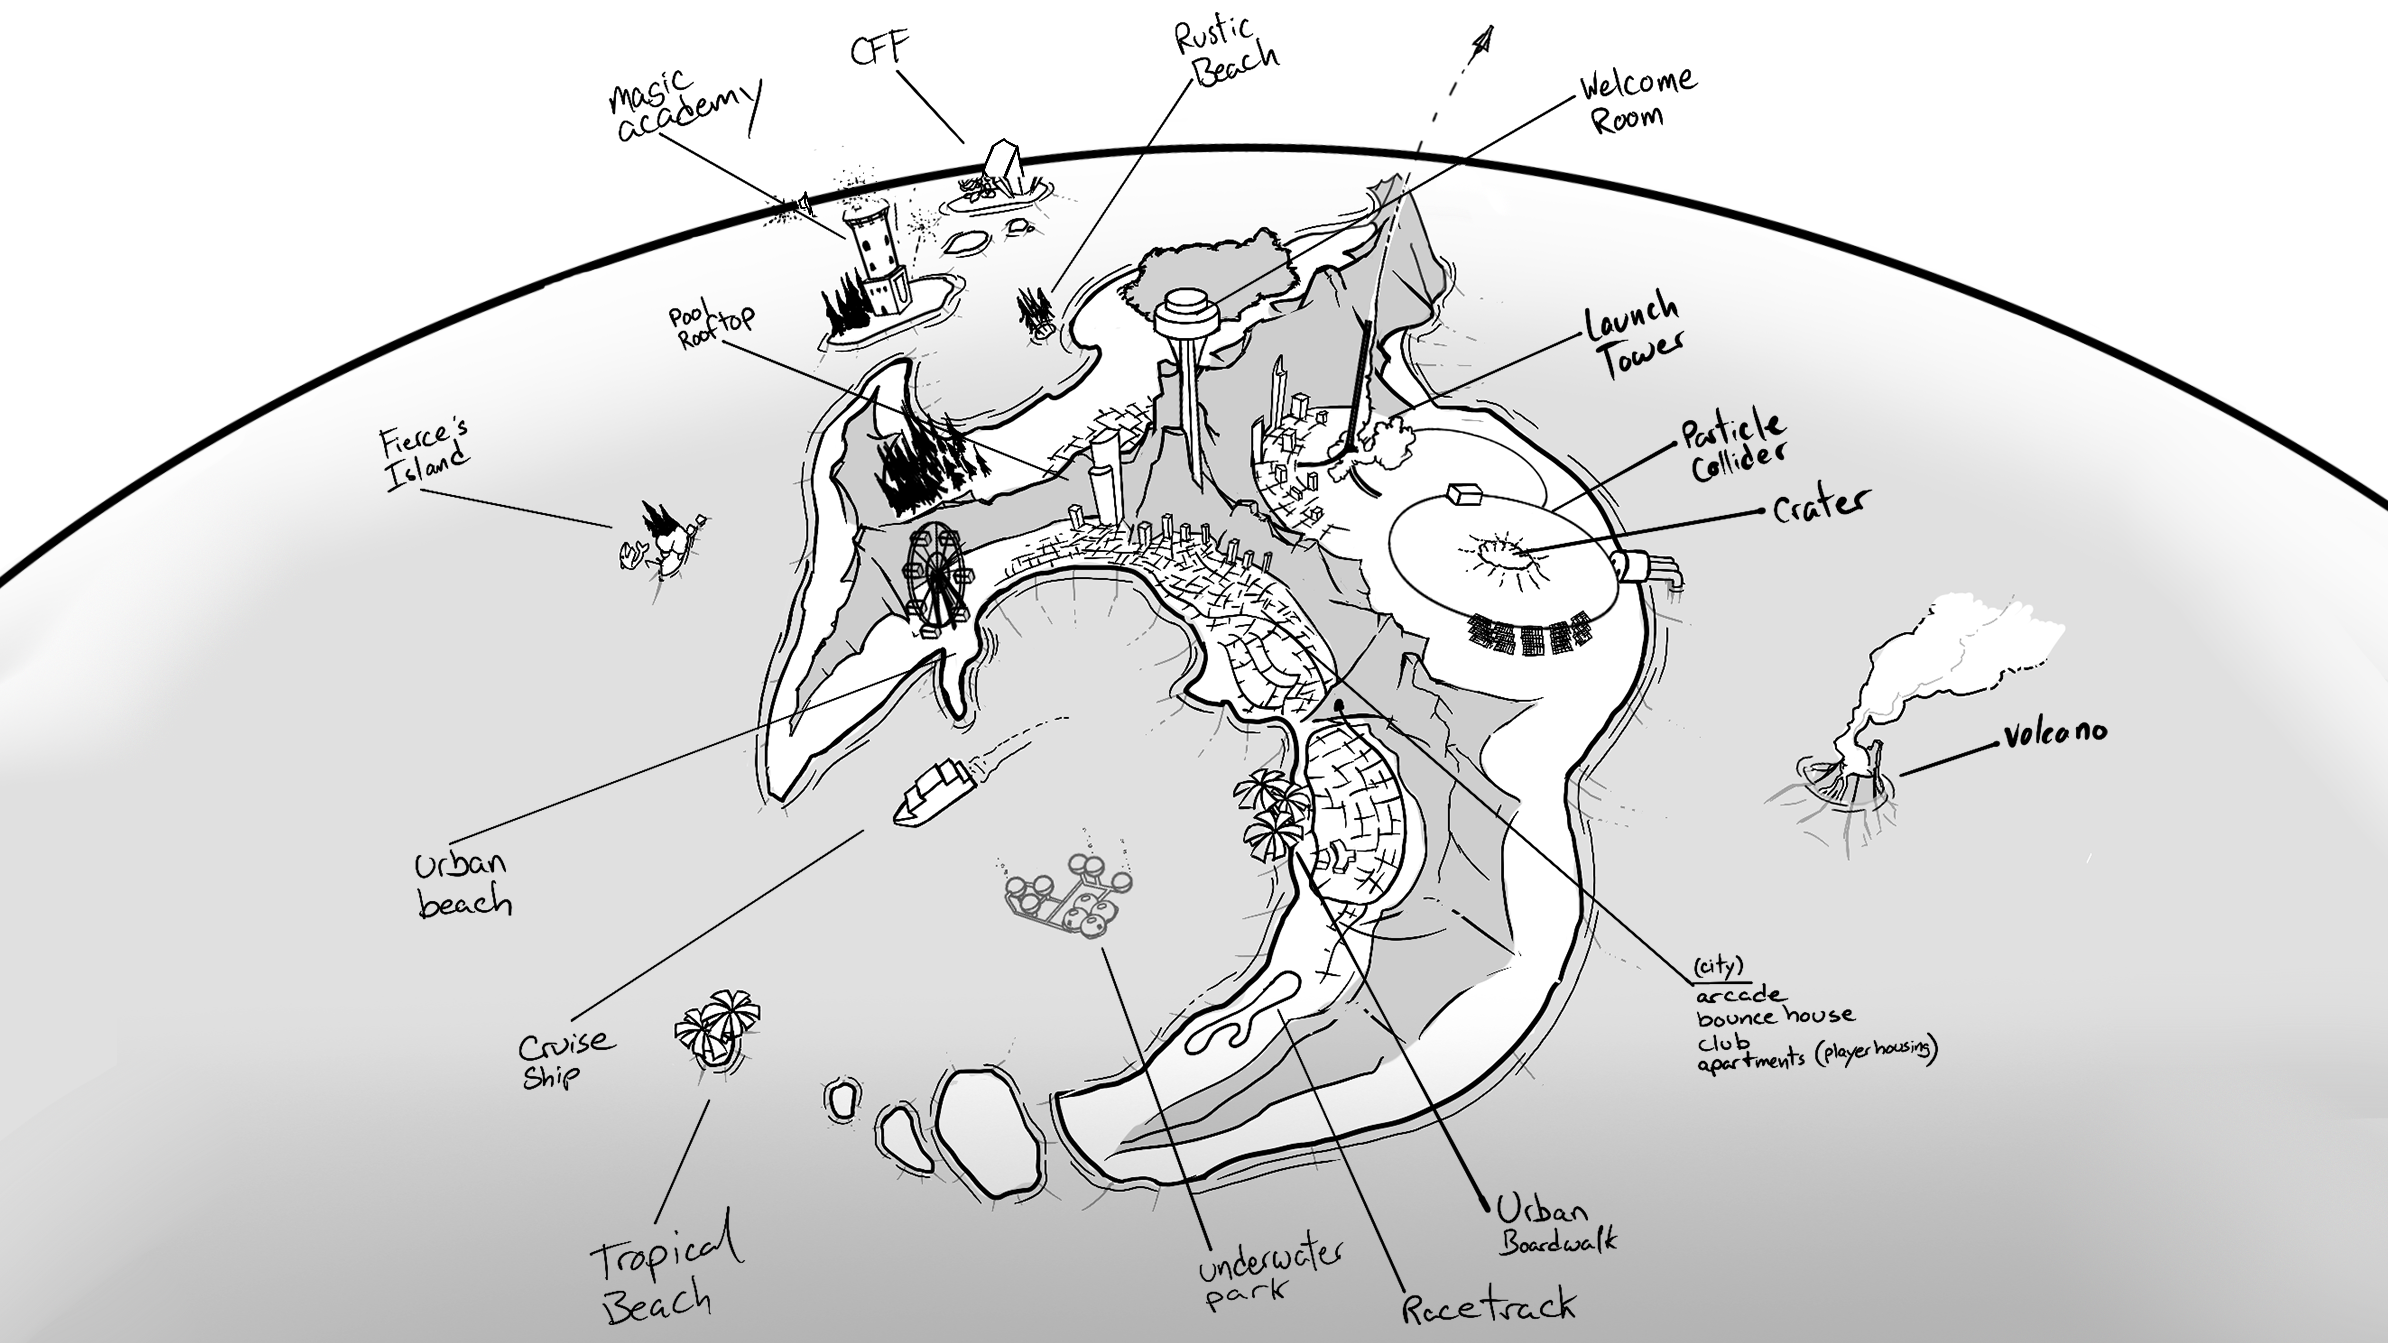 CFF
Rustic
Beach
Magic
academy
Welcome
Room
Pool
Rooftop
Launch
Tower
Fierce's
Island
Particle
Collider
Crater
Volcano
Urban
beach
(city)
arcade
bounce house
club
apartments (player housing)
Cruise
Ship
Tropical
Beach
underwater
park
Urban
Boardwalk
Racetrack